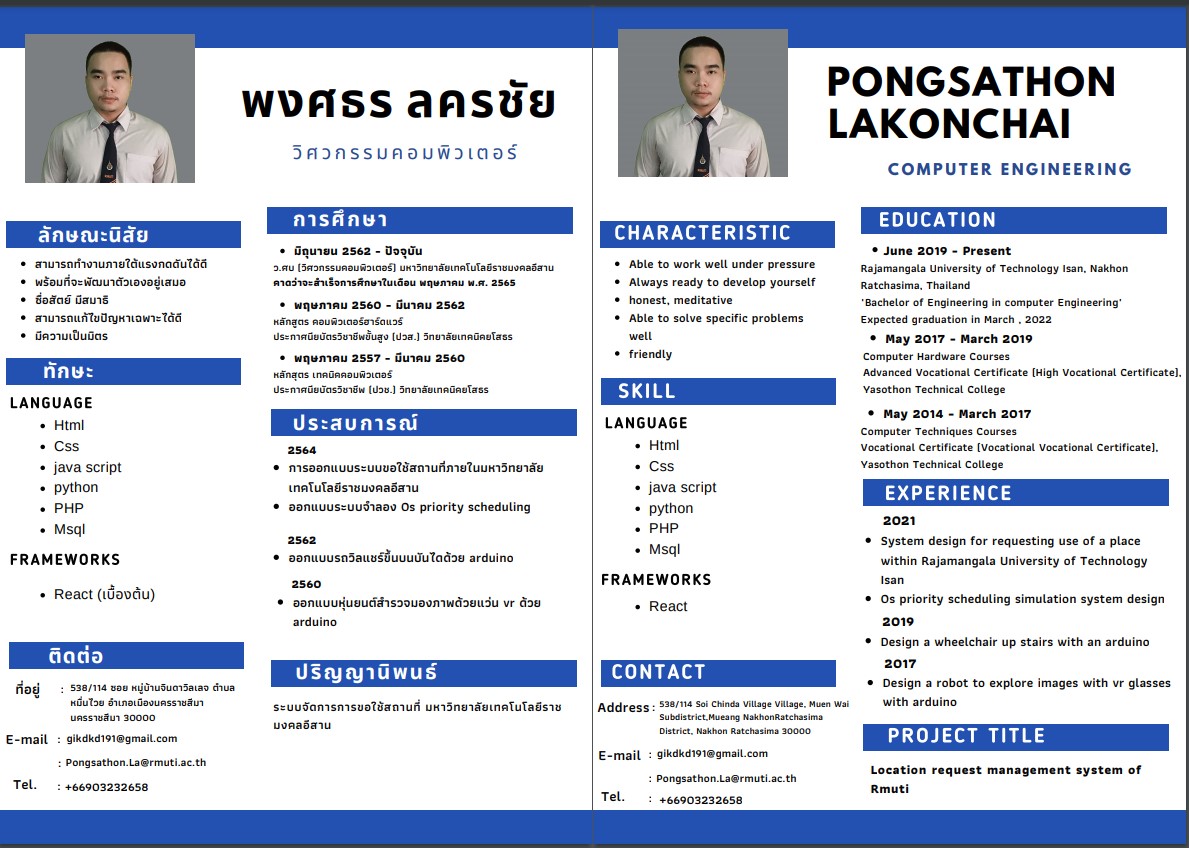 พงศธร ลครชัย
วิศวกรรมคอมพิวเตอร์
ลักษณะนิสัย
สามารถทำงานภายใต้แรงกดดันได้ดี
พร้อมที่จะพัฒนาตัวเองอยู่เสมอ
ซื่อสัตย์ มีสมาธิ
สามารถแก้ไขปัญหาเฉพาะได้ดี
มีความเป็นมิตร
ทักษะ
LANGUAGE
Html
Css
java script
python
PHP
Msql
FRAMEWORKS
React (เบื้องต้น)
ติดต่อ
ที่อยู่ : 538/114 ซอย หมู่บ้านจินดาวิลเลจ ตำบล
หมื่นไวย อำเภอเมืองนครราชสีมา
นครราชสีมา 30000
E-mail : gikdkd191@gmail.com
: Pongsathon.La@rmuti.ac.th
Tel. : +66903232658
การศึกษา
มิถุนายน 2562 - ปัจจุบัน
ว.ศบ [วิศวกรรมคอมพิวเตอร์] มหาวิทยาลัยเทคโนโลยีราชมงคลอีสาน
คาดว่าจะสำเร็จการศึกษาในเดือน พฤษภาคม พ.ศ. 2565
พฤษภาคม 2560 - มีนาคม 2562
หลักสูตร คอมพิวเตอร์ฮาร์ดแวร์
ประกาศนียบัตรวิชาชีพชั้นสูง [ปวส.] วิทยาลัยเทคนิคยโสธร
พฤษภาคม 2557 - มีนาคม 2560
หลักสูตร เทคนิคคอมพิวเตอร์
ประกาศนียบัตรวิชาชีพ [ปวช.] วิทยาลัยเทคนิคยโสธร
ประสบการณ์
2564
การออกแบบระบบขอใช้สถานที่ภายในมหาวิทยาลัย
เทคโนโลยีราชมงคลอีสาน
ออกแบบระบบจำลอง Os priority scheduling
2562
ออกแบบรถวิลแชร์ขึ้นบนบันไดด้วย arduino
2560
ออกแบบหุ่นยนต์สำรวจมองภาพด้วยแว่น vr ด้วย
arduino
ปริญญานิพนธ์
ระบบจัดการการขอใช้สถานที่ มหาวิทยาลัยเทคโนโลยีราช
มงคลอีสาน
PONGSATHON
LAKONCHAI
COMPUTER ENGINEERING
CHARACTERISTIC
Able to work well under pressure
Always ready to develop yourself
honest, meditative
Able to solve specific problems
well
friendly
SKILL
LANGUAGE
Html
Css
java script
python
PHP
Msql
FRAMEWORKS
React
CONTACT
Address : 538/114 Soi Chinda Village Village, Muen Wai
Subdistrict,Mueang NakhonRatchasima
District, Nakhon Ratchasima 30000
E-mail : gikdkd191@gmail.com
: Pongsathon.La@rmuti.ac.th
Tel. : +66903232658
EDUCATION
June 2019 - Present
Rajamangala University of Technology Isan, Nakhon
Ratchasima, Thailand
'Bachelor of Engineering in computer Engineering'
Expected graduation in March , 2022
May 2017 - March 2019
Computer Hardware Courses
Advanced Vocational Certificate [High Vocational Certificate],
Yasothon Technical College
May 2014 - March 2017
Computer Techniques Courses
Vocational Certificate [Vocational Vocational Certificate],
Yasothon Technical College
EXPERIENCE
2021
System design for requesting use of a place
within Rajamangala University of Technology
Isan
Os priority scheduling simulation system design
2019
Design a wheelchair up stairs with an arduino
2017
Design a robot to explore images with vr glasses
with arduino
PROJECT TITLE
Location request management system of
Rmuti